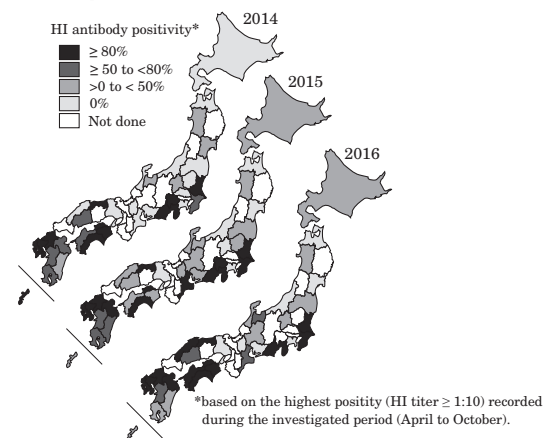 2014
HI antibody positivity*
≥ 80%
≥ 50 to <80%
>0 to < 50%
0%
Not done
2015
2016
*based on the highest positity (HI titer ≥ 1:10) recorded
during the investigated period (April to October).